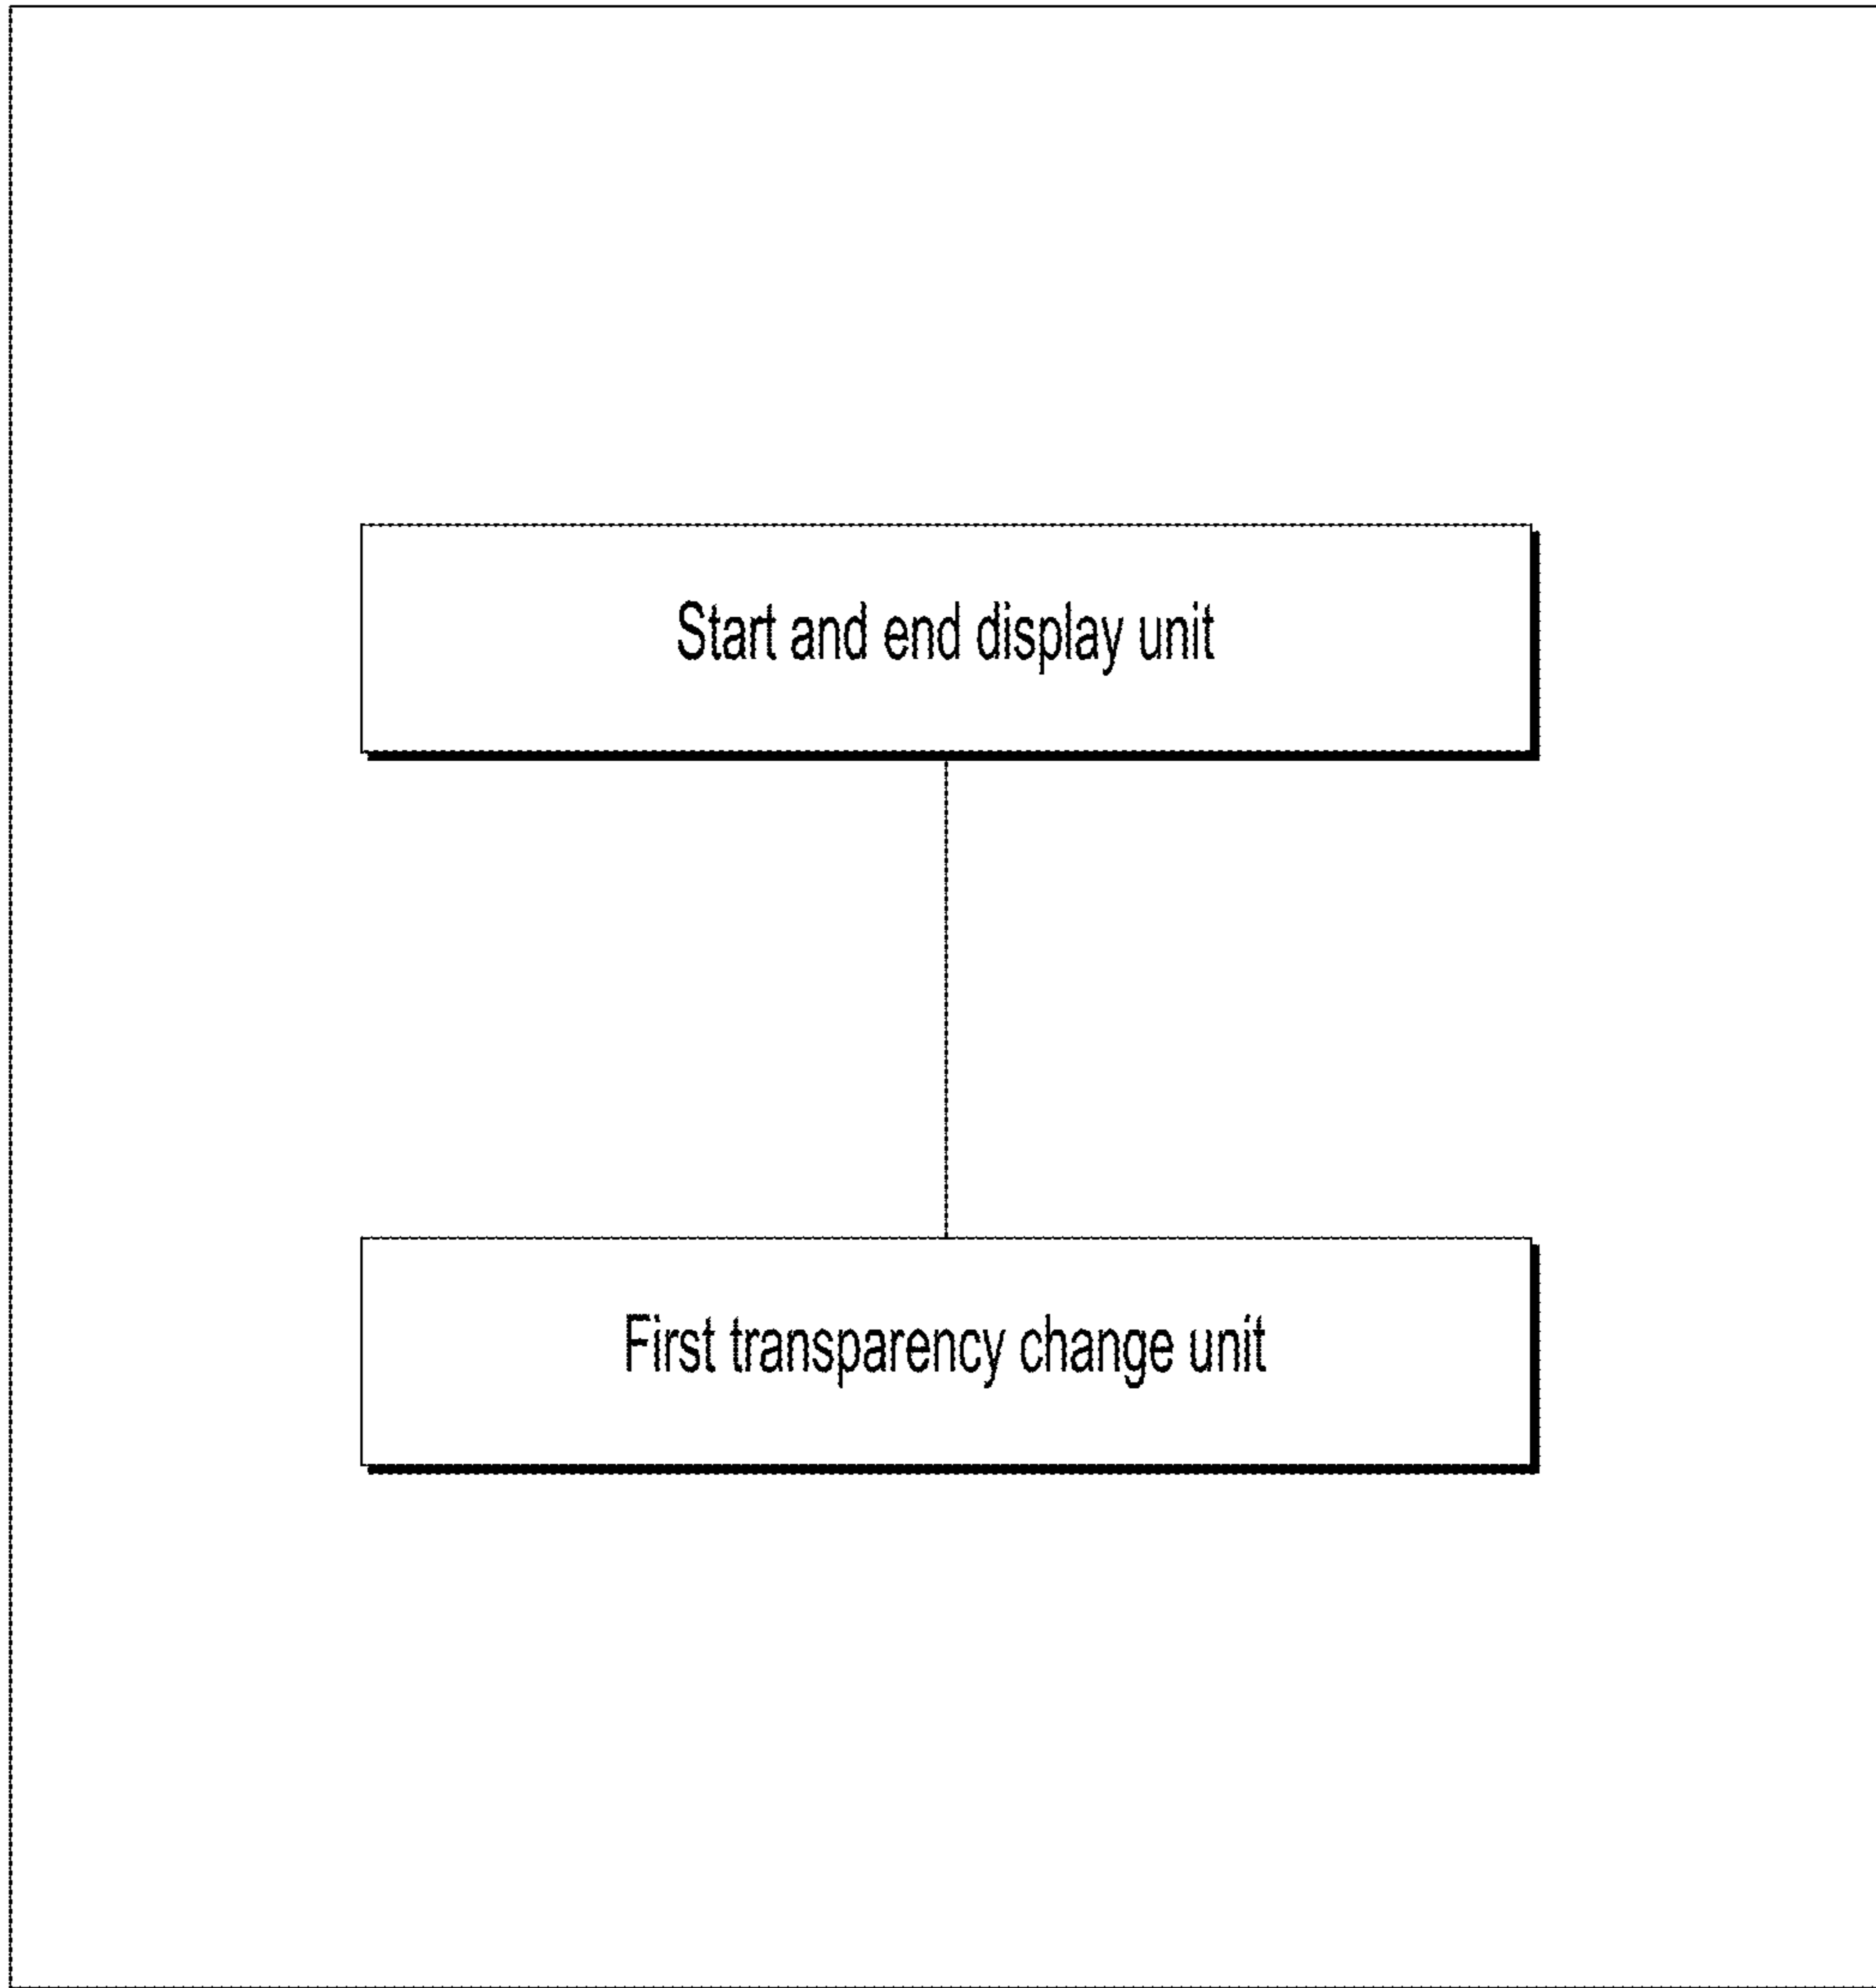 Start and end display unit
First transparency change unit